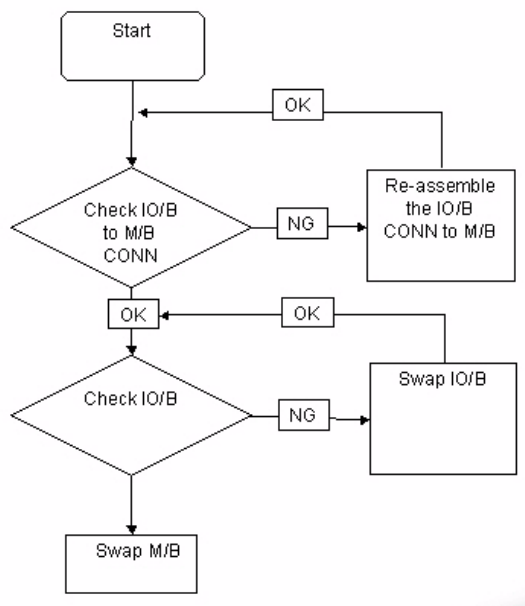 Start
OK
Check IO/B
to M/B
CONN
NG
Re-assemble
the IO/B
CONN to M/B
OK
OK
Check IO/B
NG
Swap IO/B
Swap M/B